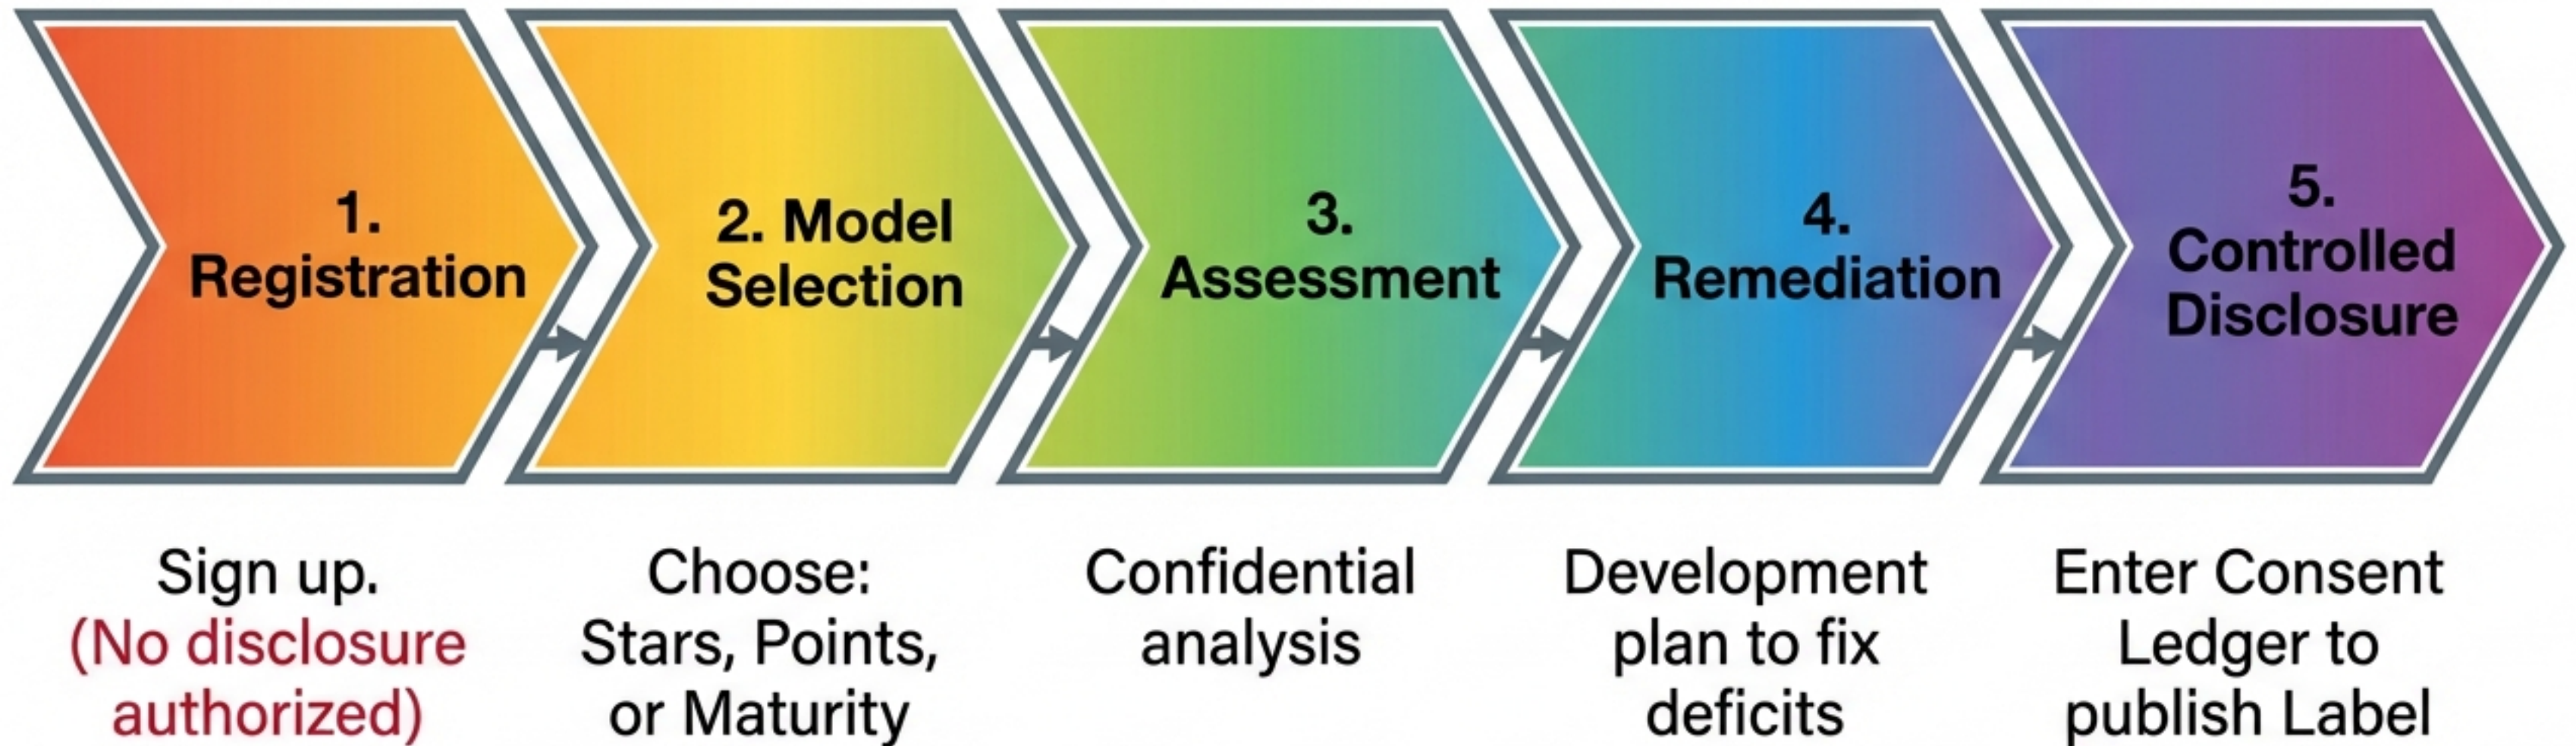 1.
Registration
2. Model
Selection
3.
Assessment
4.
Remediation
5.
Controlled
Disclosure
Sign up.
(No disclosure
authorized)
Choose:
Stars, Points,
or Maturity
Confidential
analysis
Development
plan to fix
deficits
Enter Consent
Ledger to
publish Label